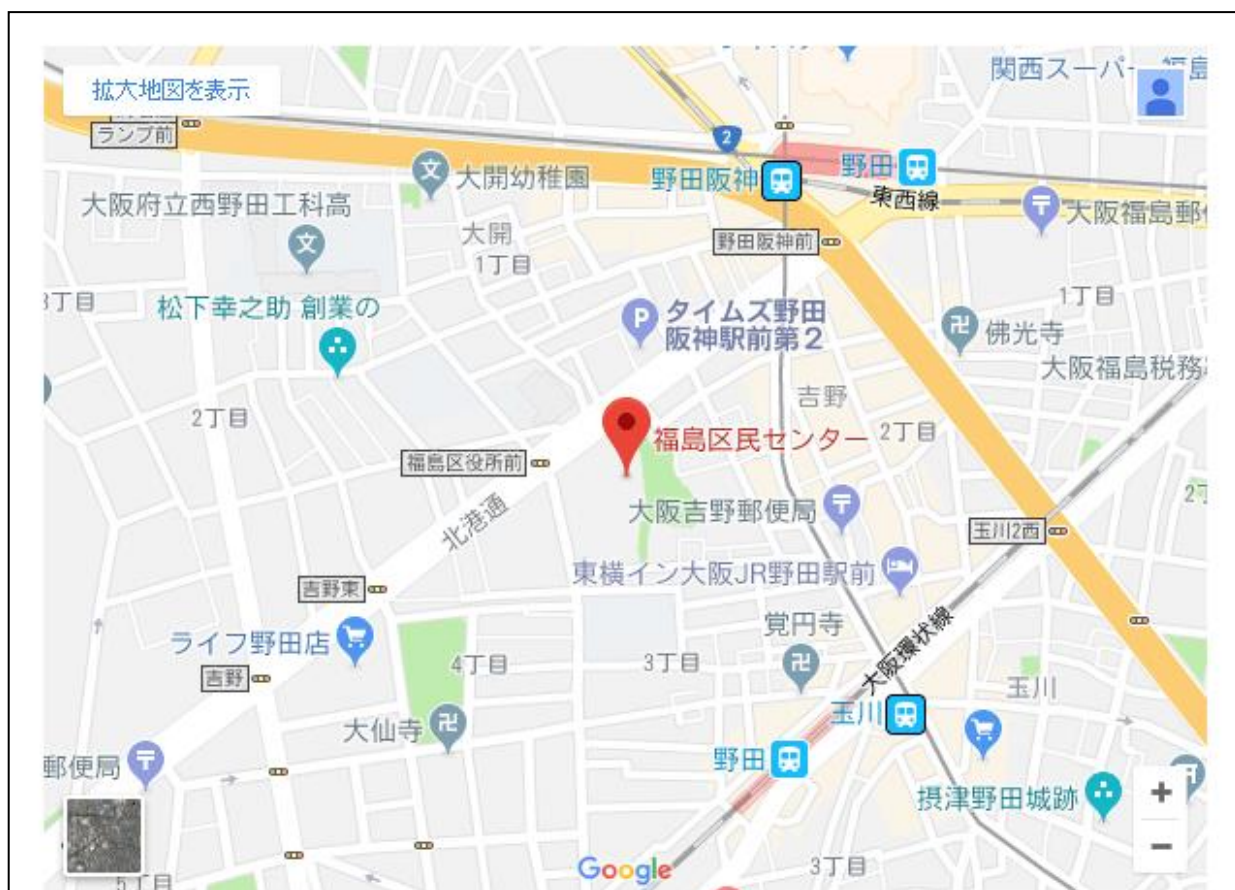 関西スーパー 福島
拡大地図を表示
ランプ前
2
野田阪神
野田
東西線
大開幼稚園
大阪府立西野田工科高
大阪福島郵便
大開
1丁目
野田阪神前
3丁目
1丁目
松下幸之助 創業の
タイムズ野田
阪神駅前第2
佛光寺
大阪福島税務署
吉野
2丁目
2丁目
福島区民センター
福島区役所前
大阪吉野郵便局
北港通
玉川2西
東横イン大阪JR野田駅前
吉野東
ライフ野田店
覚円寺
大阪環状線
4丁目
3丁目
吉野
玉川
玉川
大仙寺
野田
郵便局
摂津野田城跡
Google
3丁目
5丁目